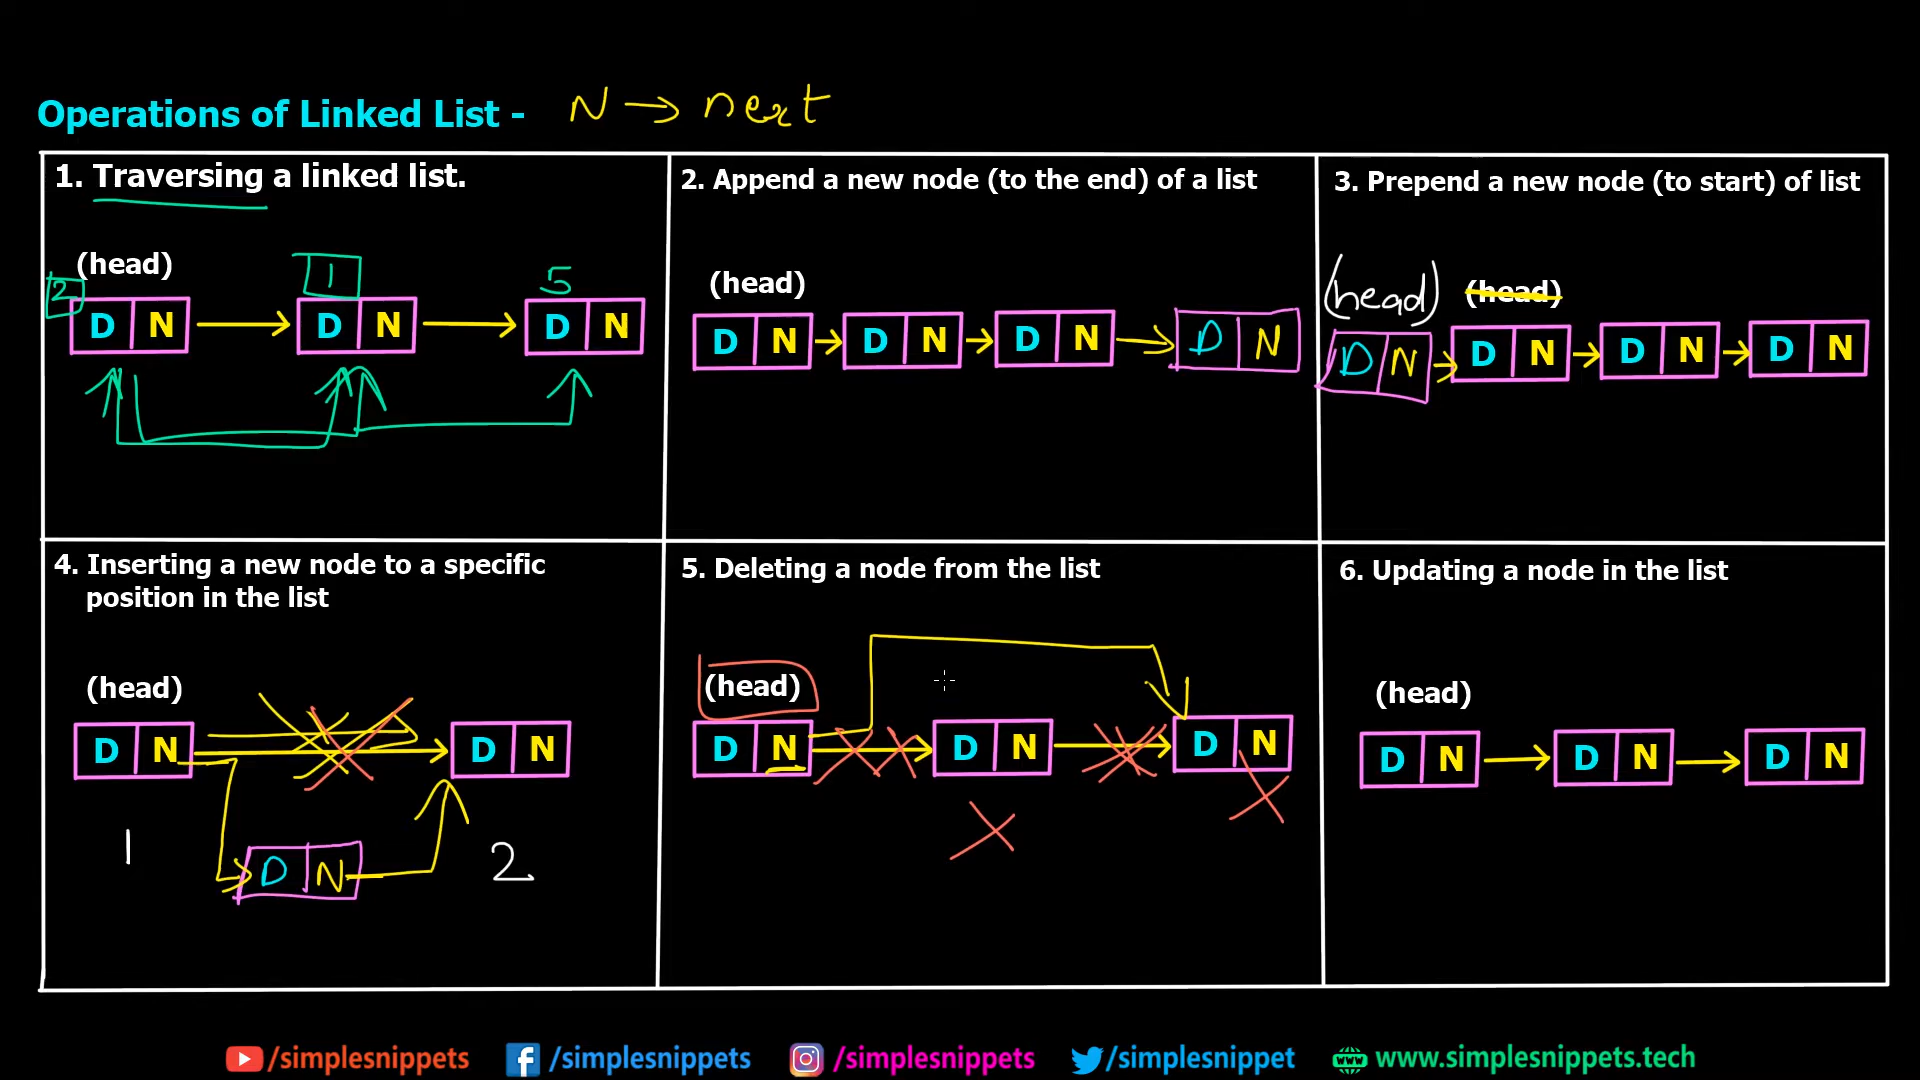 Operations of Linked List - N → next
1. Traversing a linked list.
(head)
2 1 5
D N D N D N
2. Append a new node (to the end) of a list
(head)
D N D N D N D N
3. Prepend a new node (to start) of list
(head) (head)
D N D N D N D N
4. Inserting a new node to a specific
position in the list
(head)
D N D N
1 2
D N
5. Deleting a node from the list
(head)
D N D N D N
6. Updating a node in the list
(head)
D N D N D N
/simplesnippets /simplesnippets /simplesnippets /simplesnippet www www.simplesnippets.tech